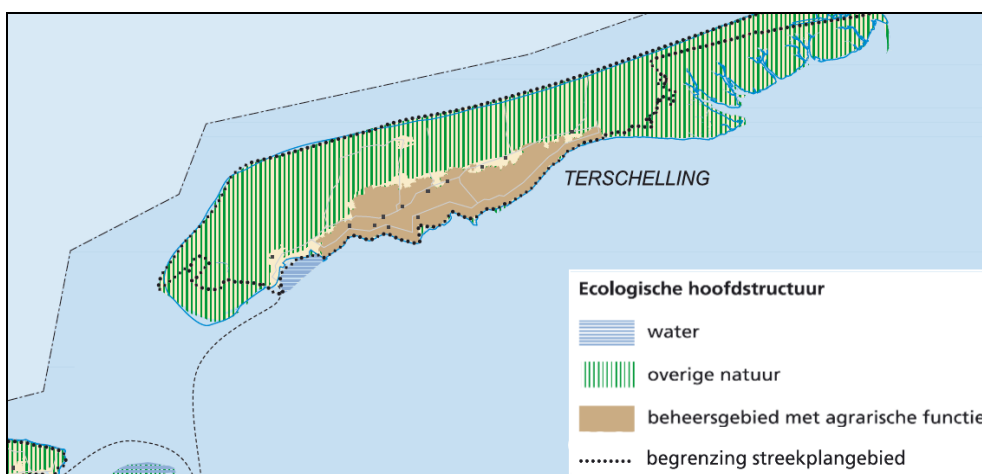 TERSCHELLING
Ecologische hoofdstructuur
water
overige natuur
beheersgebied met agrarische functie
begrenzing streekplangebied